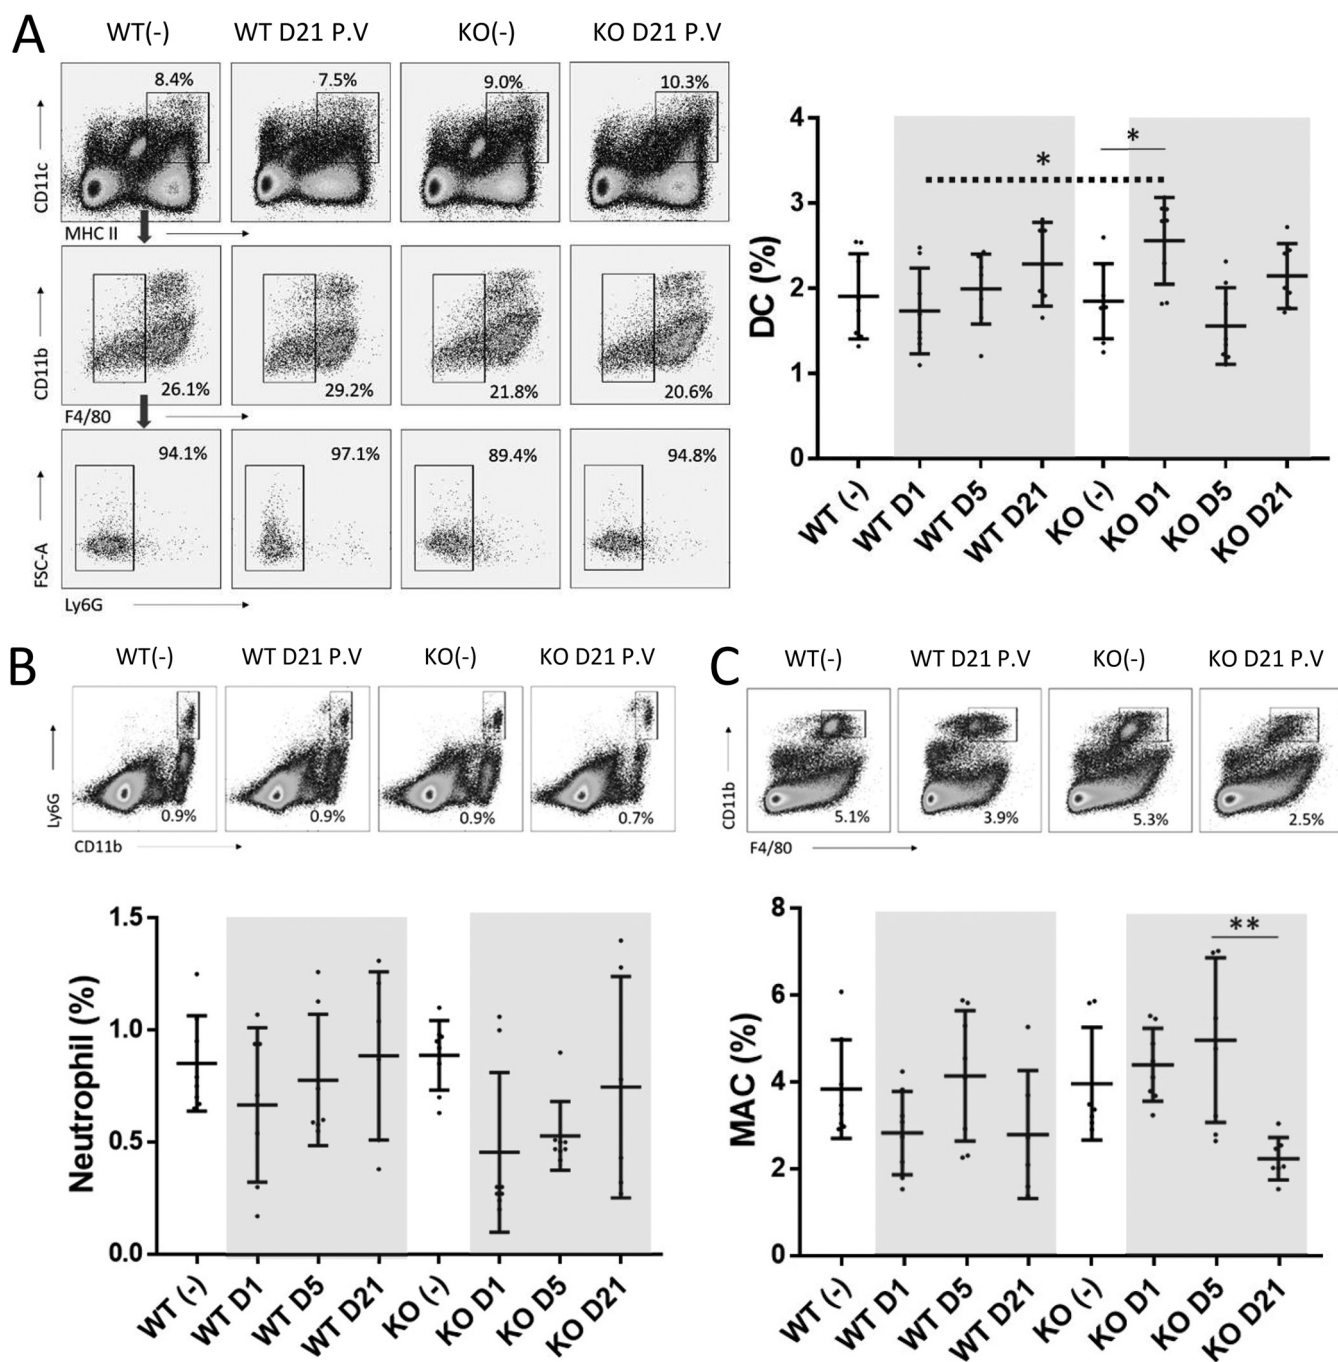 A
WT(-)
WT D21 P.V
KO(-)
KO D21 P.V
8.4%
7.5%
9.0%
10.3%
CD11c
MHC II
CD11b
26.1%
29.2%
21.8%
20.6%
F4/80
94.1%
97.1%
89.4%
94.8%
FSC-A
Ly6G
4
3
2
1
0
DC (%)
*
*
WT (-)
WT D1
WT D5
WT D21
KO (-)
KO D1
KO D5
KO D21
B
WT(-)
WT D21 P.V
KO(-)
KO D21 P.V
Ly6G
0.9%
0.9%
0.9%
0.7%
CD11b
1.5
1.0
0.5
0.0
Neutrophil (%)
WT (-)
WT D1
WT D5
WT D21
KO (-)
KO D1
KO D5
KO D21
C
WT(-)
WT D21 P.V
KO(-)
KO D21 P.V
CD11b
5.1%
3.9%
5.3%
2.5%
F4/80
8
6
4
2
0
MAC (%)
**
WT (-)
WT D1
WT D5
WT D21
KO (-)
KO D1
KO D5
KO D21